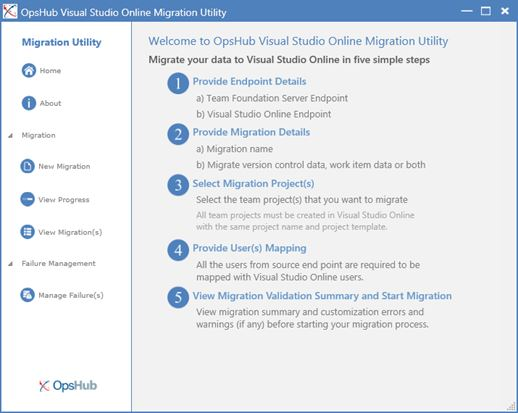 OpsHub Visual Studio Online Migration Utility
Migration Utility
Home
About
Migration
New Migration
View Progress
View Migration(s)
Failure Management
Manage Failure(s)
OpsHub
Welcome to OpsHub Visual Studio Online Migration Utility
Migrate your data to Visual Studio Online in five simple steps
1 Provide Endpoint Details
a) Team Foundation Server Endpoint
b) Visual Studio Online Endpoint
2 Provide Migration Details
a) Migration name
b) Migrate version control data, work item data or both
3 Select Migration Project(s)
Select the team project(s) that you want to migrate
All team projects must be created in Visual Studio Online
with the same project name and project template.
4 Provide User(s) Mapping
All the users from source end point are required to be
mapped with Visual Studio Online users.
5 View Migration Validation Summary and Start Migration
View migration summary and customization errors and
warnings (if any) before starting your migration process.